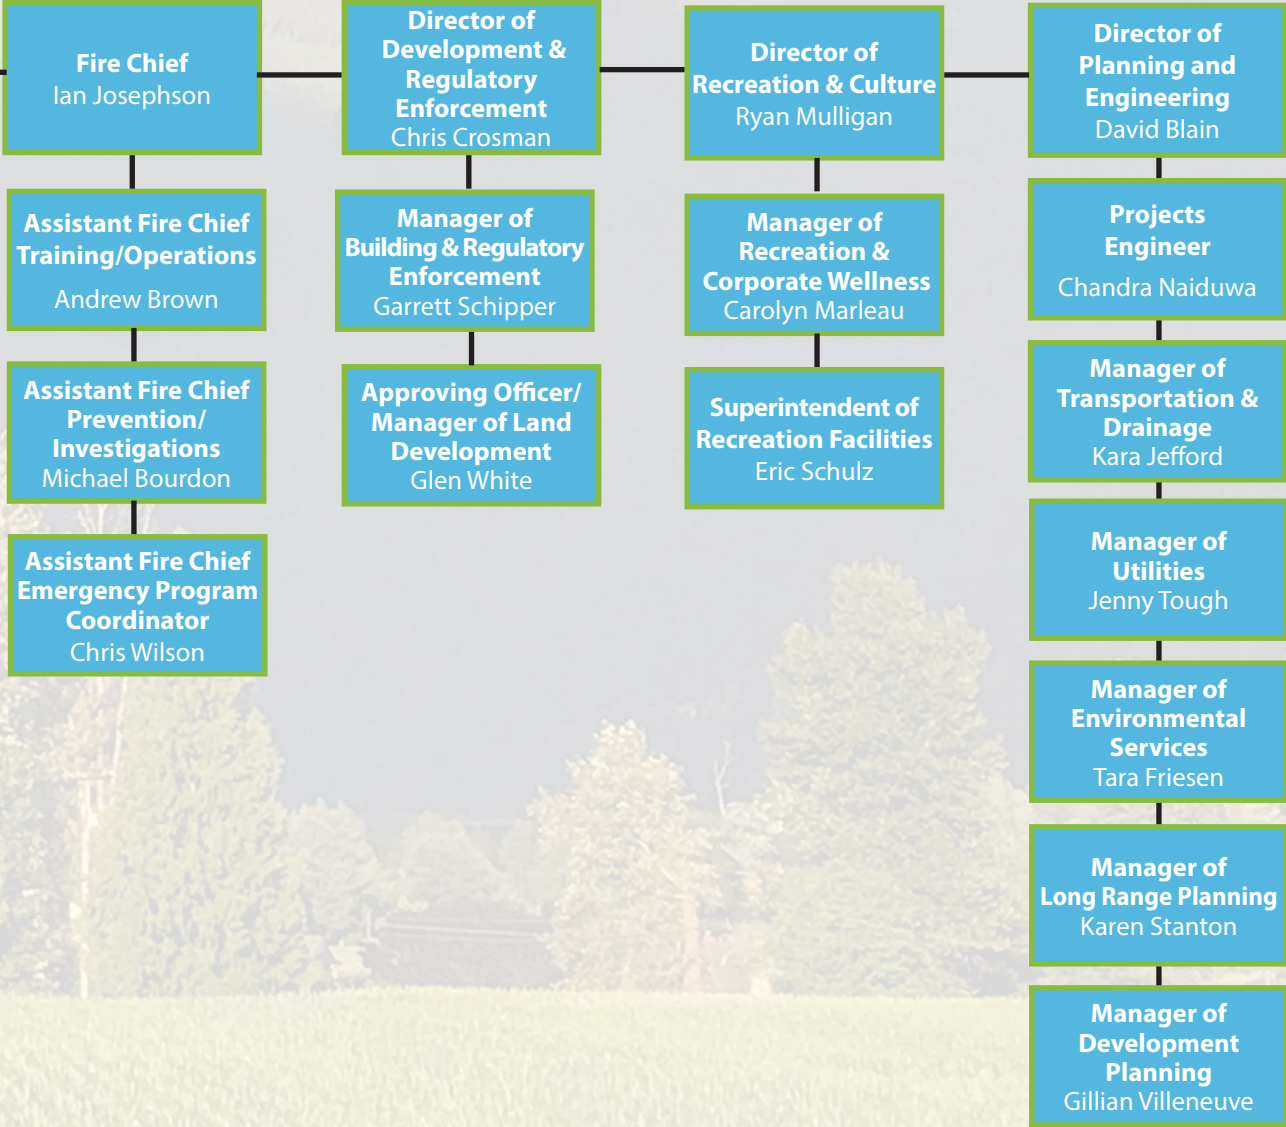 Fire Chief
Ian Josephson
Assistant Fire Chief
Training/Operations
Andrew Brown
Assistant Fire Chief
Prevention/
Investigations
Michael Bourdon
Assistant Fire Chief
Emergency Program
Coordinator
Chris Wilson
Director of
Development &
Regulatory
Enforcement
Chris Crosman
Manager of
Building & Regulatory
Enforcement
Garrett Schipper
Approving Officer/
Manager of Land
Development
Glen White
Director of
Recreation & Culture
Ryan Mulligan
Manager of
Recreation &
Corporate Wellness
Carolyn Marleau
Superintendent of
Recreation Facilities
Eric Schulz
Director of
Planning and
Engineering
David Blain
Projects
Engineer
Chandra Naiduwa
Manager of
Transportation &
Drainage
Kara Jefford
Manager of
Utilities
Jenny Tough
Manager of
Environmental
Services
Tara Friesen
Manager of
Long Range Planning
Karen Stanton
Manager of
Development
Planning
Gillian Villeneuve